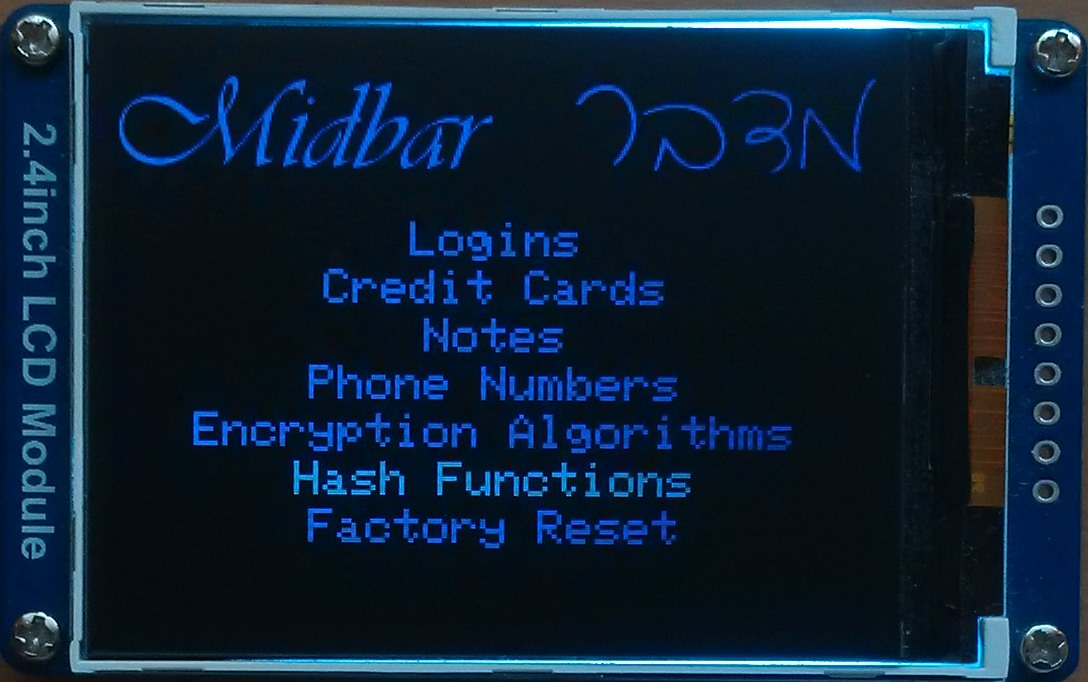 Midbar מדבר
Logins
Credit Cards
Notes
Phone Numbers
Encryption Algorithms
Hash Functions
Factory Reset
2.4inch LCD Module